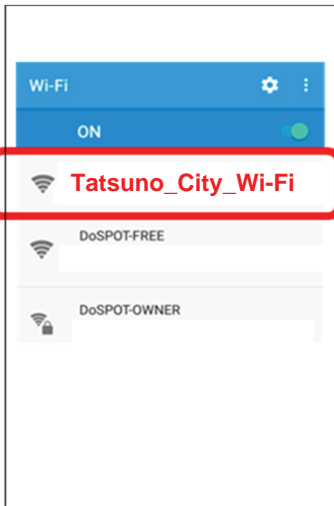 Wi-Fi
ON
Tatsuno_City_Wi-Fi
DoSPOT-FREE
DoSPOT-OWNER